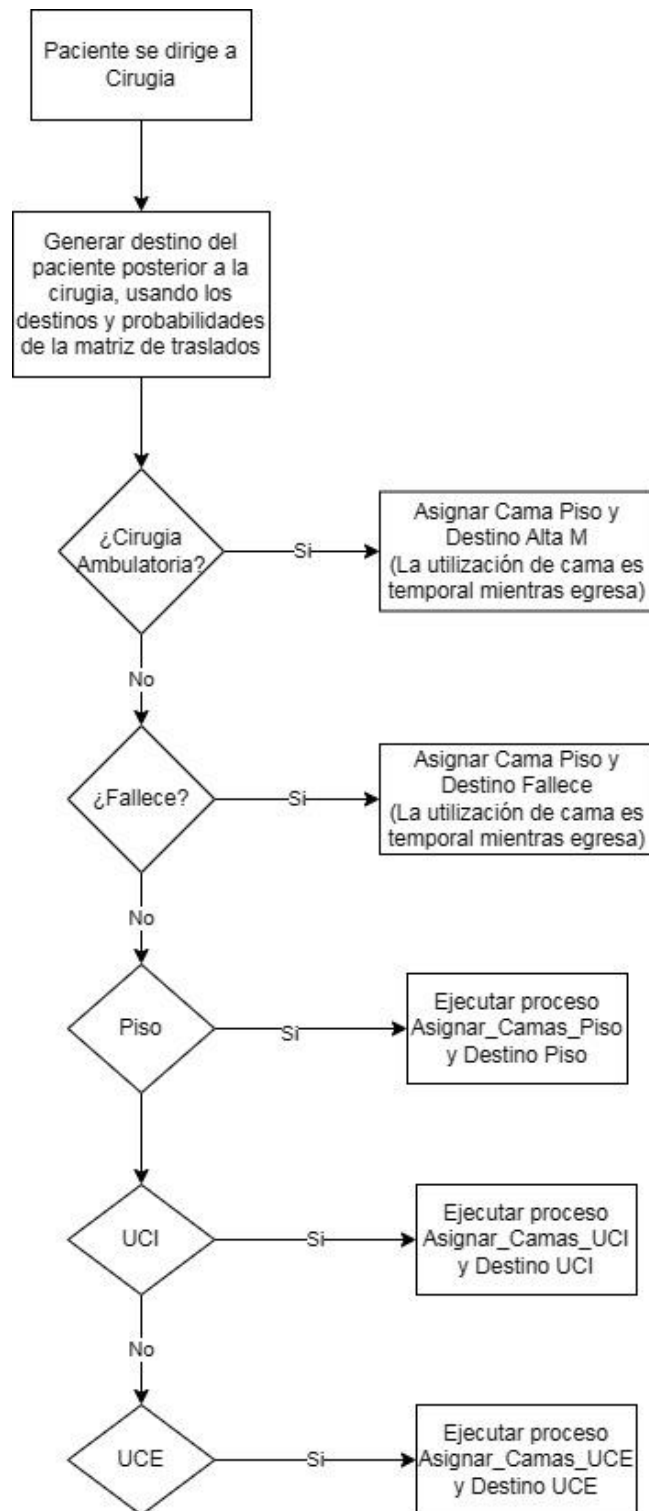 Paciente se dirige a
Cirugia
Generar destino del
paciente posterior a la
cirugia, usando los
destinos y probabilidades
de la matriz de traslados
¿Cirugia
Ambulatoria?
Si
Asignar Cama Piso y
Destino Alta M
(La utilización de cama es
temporal mientras egresa)
No
¿Fallece?
Si
Asignar Cama Piso y
Destino Fallece
(La utilización de cama es
temporal mientras egresa)
No
Piso
Si
Ejecutar proceso
Asignar_Camas_Piso
y Destino Piso
UCI
Si
Ejecutar proceso
Asignar_Camas_UCI
y Destino UCI
No
UCE
Si
Ejecutar proceso
Asignar_Camas_UCE
y Destino UCE